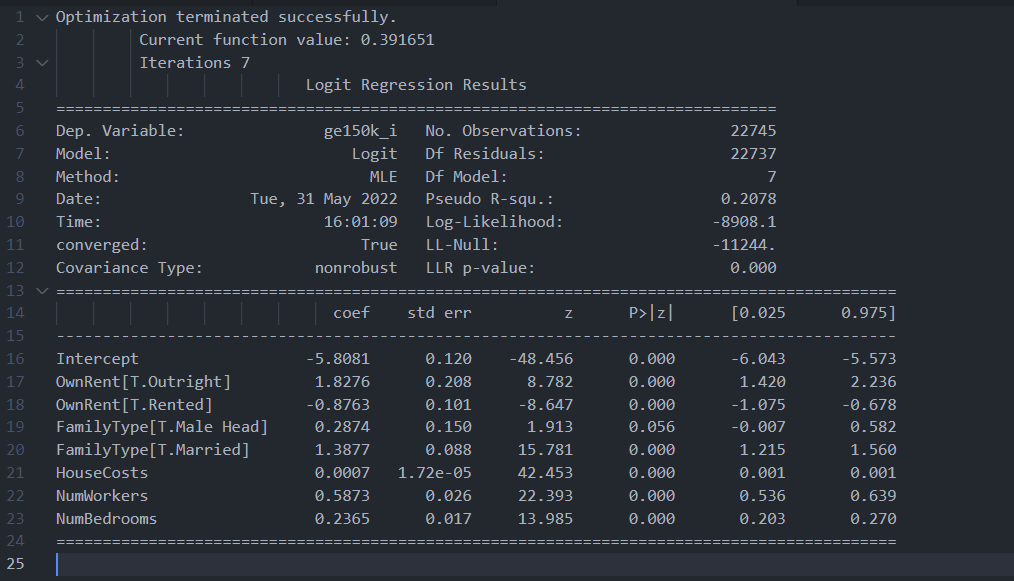 1 Optimization terminated successfully.
2 Current function value: 0.391651
3 Iterations 7
4 Logit Regression Results
5 ==============================================================================
6 Dep. Variable: ge150k_i No. Observations: 22745
7 Model: Logit Df Residuals: 22737
8 Method: MLE Df Model: 7
9 Date: Tue, 31 May 2022 Pseudo R-squ.: 0.2078
10 Time: 16:01:09 Log-Likelihood: -8908.1
11 converged: True LL-Null: -11244.
12 Covariance Type: nonrobust LLR p-value: 0.000
13 ===========================================================================================
14 coef std err z P>|z| [0.025 0.975]
15 -------------------------------------------------------------------------------------------
16 Intercept -5.8081 0.120 -48.456 0.000 -6.043 -5.573
17 OwnRent[T.Outright] 1.8276 0.208 8.782 0.000 1.420 2.236
18 OwnRent[T.Rented] -0.8763 0.101 -8.647 0.000 -1.075 -0.678
19 FamilyType[T.Male Head] 0.2874 0.150 1.913 0.056 -0.007 0.582
20 FamilyType[T.Married] 1.3877 0.088 15.781 0.000 1.215 1.560
21 HouseCosts 0.0007 1.72e-05 42.453 0.000 0.001 0.001
22 NumWorkers 0.5873 0.026 22.393 0.000 0.536 0.639
23 NumBedrooms 0.2365 0.017 13.985 0.000 0.203 0.270
24 ===========================================================================================
25